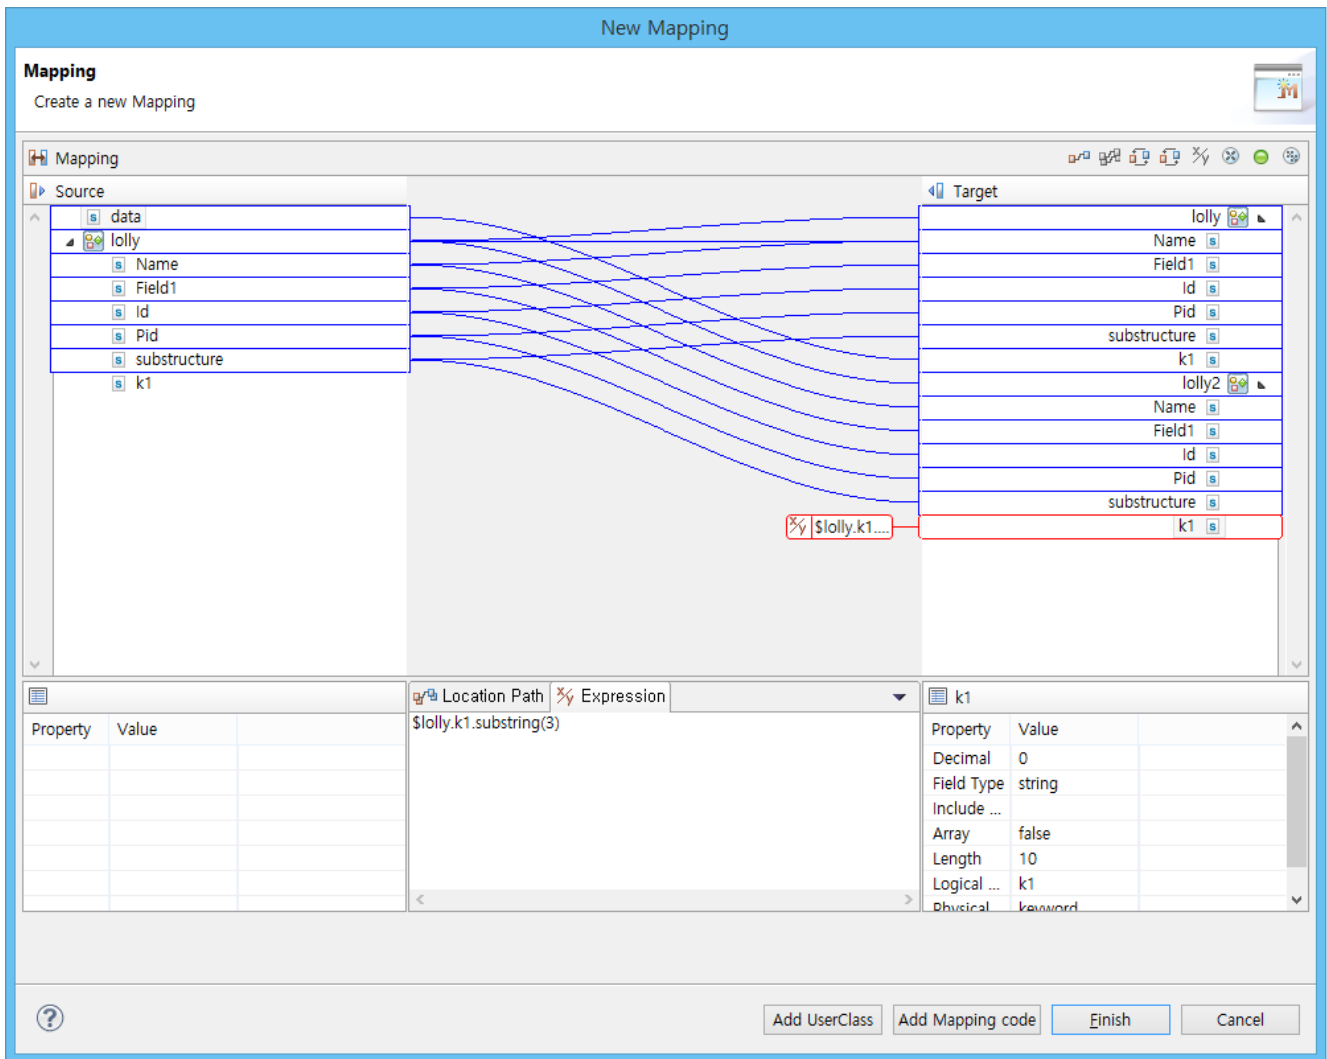 New Mapping
Mapping
Create a new Mapping
Mapping
Source
Target
data
lolly
Name
Field1
Id
Pid
substructure
k1
lolly
Name
Field1
Id
Pid
substructure
k1
lolly2
Name
Field1
Id
Pid
substructure
k1
$lolly.k1....
Property Value
Location Path Expression
$lolly.k1.substring(3)
k1
Property Value
Decimal 0
Field Type string
Include ...
Array false
Length 10
Logical ... k1
Physical keyword
Add UserClass Add Mapping code Finish Cancel